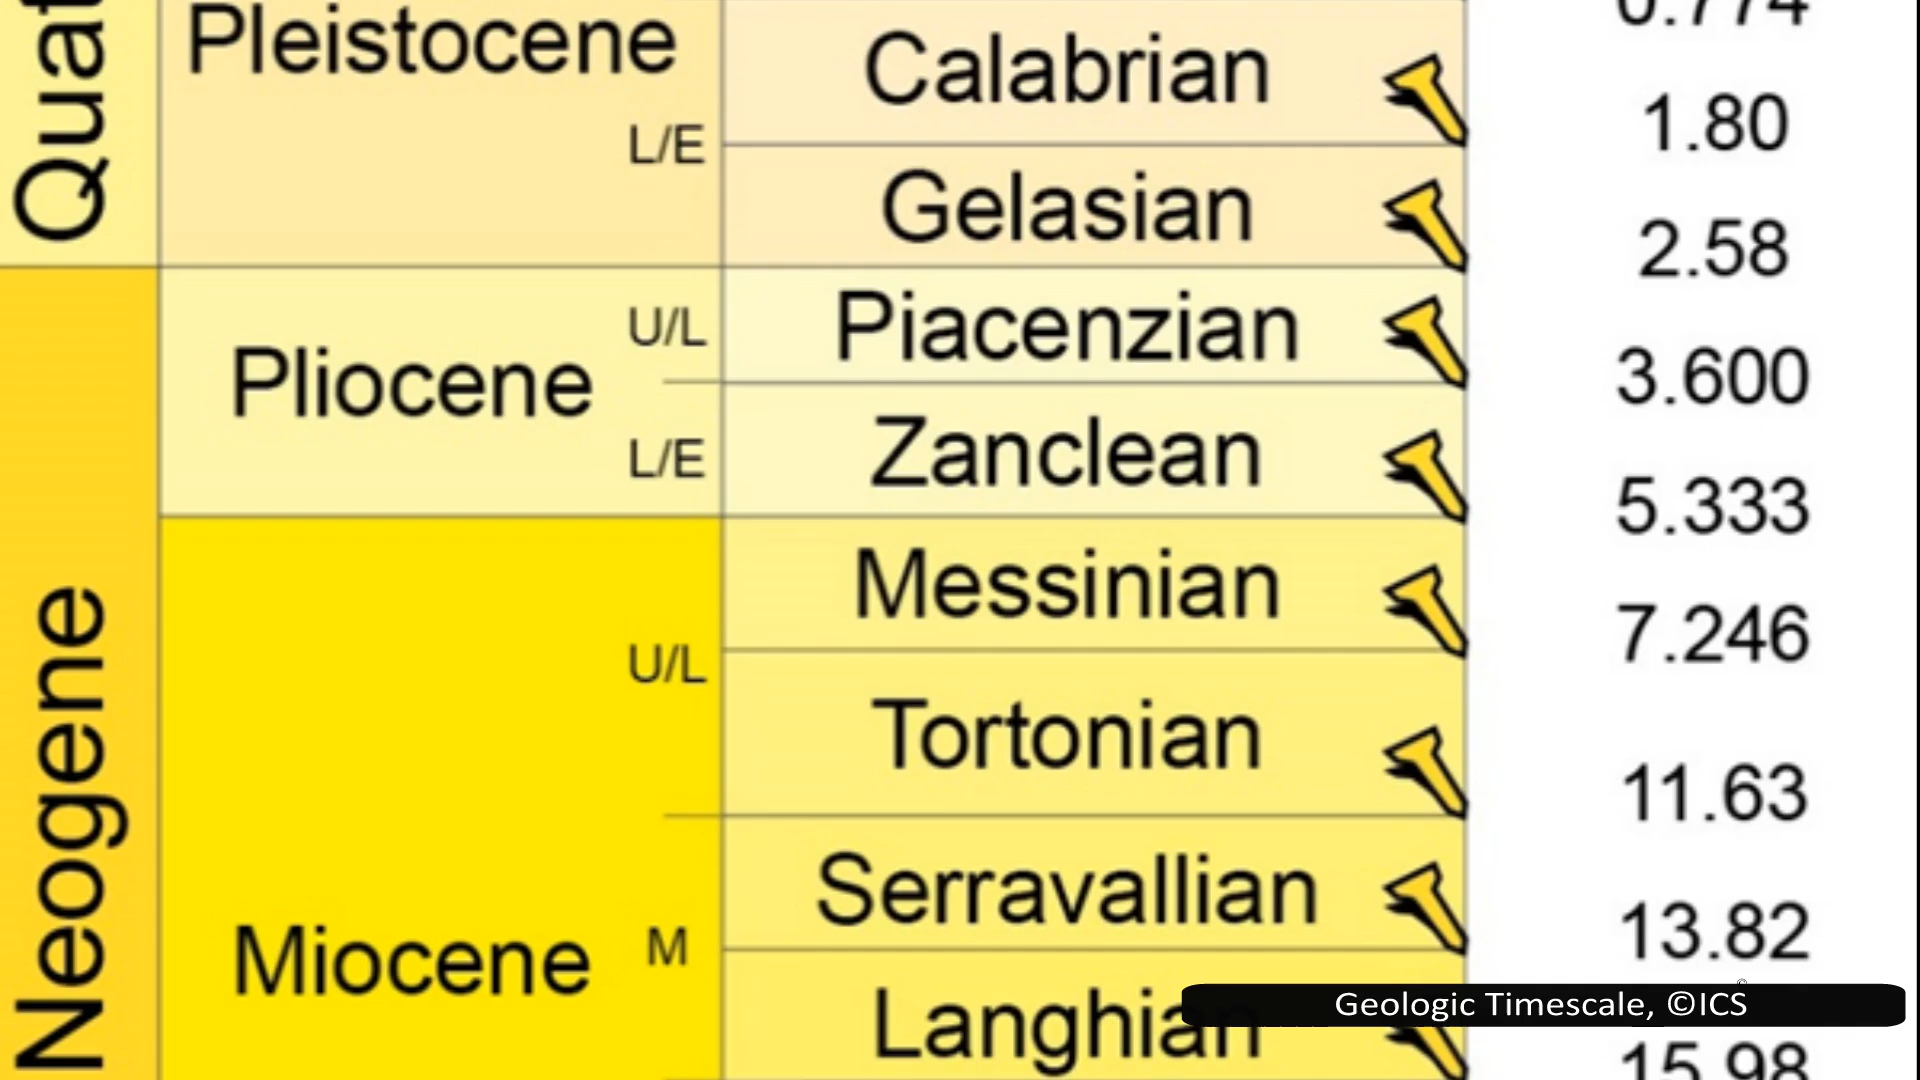 Quat
Pleistocene
L/E
Calabrian
0.774
1.80
Gelasian
2.58
Neogene
Pliocene
U/L
Piacenzian
3.600
L/E
Zanclean
5.333
Miocene
U/L
Messinian
7.246
Tortonian
11.63
M
Serravallian
13.82
Langhian
15.98
Geologic Timescale, ©ICS